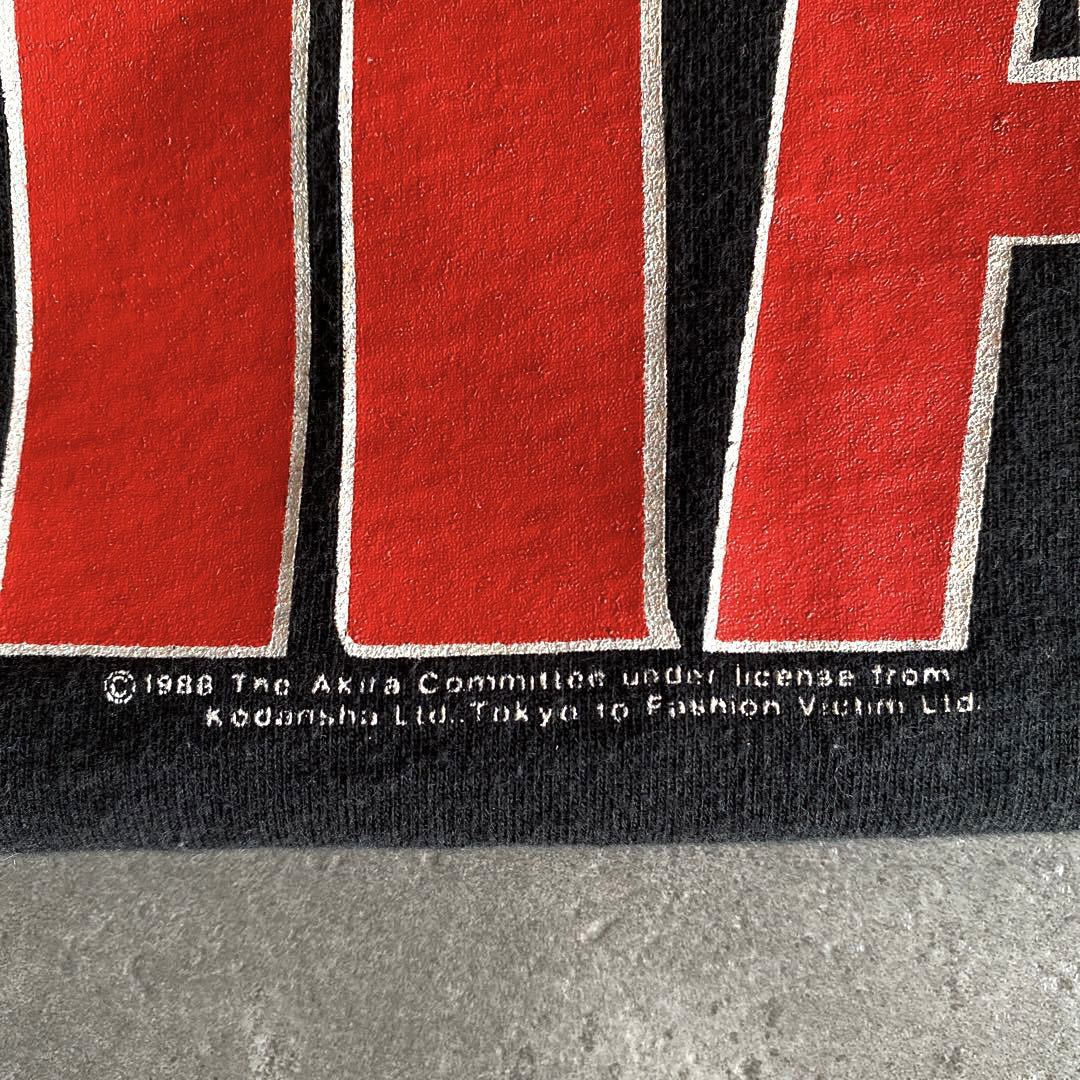 ©1988 The Akira Committee under license from
Kodansha Ltd. Tokyo to Fashion Victim Ltd.